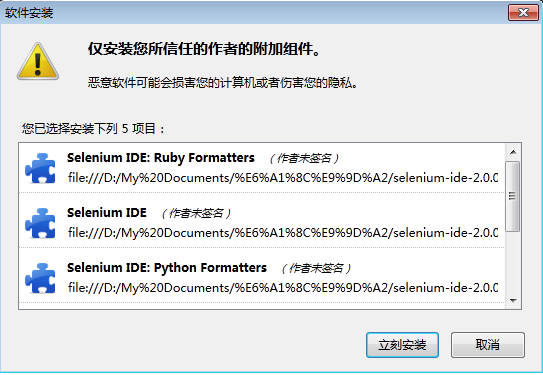 软件安装
仅安装您所信任的作者的附加组件。
恶意软件可能会损害您的计算机或者伤害您的隐私。
您已选择安装下列 5 项目：
Selenium IDE: Ruby Formatters （作者未签名）
file:///D:/My%20Documents/%E6%A1%8C%E9%9D%A2/selenium-ide-2.0.0
Selenium IDE （作者未签名）
file:///D:/My%20Documents/%E6%A1%8C%E9%9D%A2/selenium-ide-2.0.0
Selenium IDE: Python Formatters （作者未签名）
file:///D:/My%20Documents/%E6%A1%8C%E9%9D%A2/selenium-ide-2.0.0
立刻安装
取消